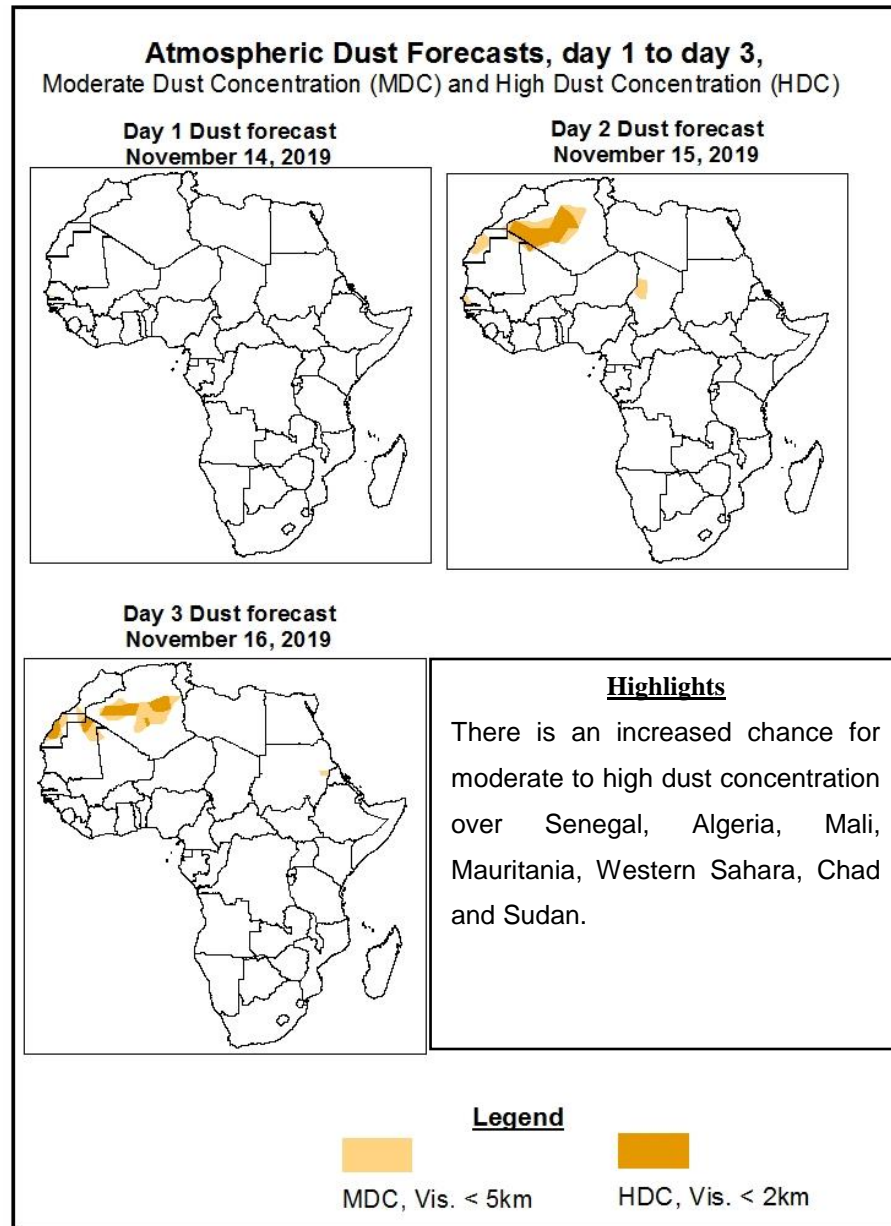 Atmospheric Dust Forecasts, day 1 to day 3,
Moderate Dust Concentration (MDC) and High Dust Concentration (HDC)
Day 1 Dust forecast
November 14, 2019
Day 2 Dust forecast
November 15, 2019
Day 3 Dust forecast
November 16, 2019
Highlights
There is an increased chance for
moderate to high dust concentration
over Senegal, Algeria, Mali,
Mauritania, Western Sahara, Chad
and Sudan.
Legend
MDC, Vis. < 5km
HDC, Vis. < 2km